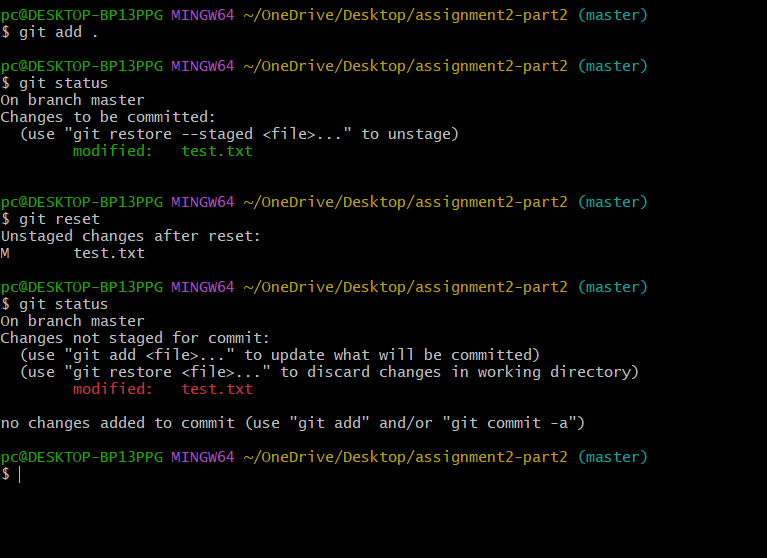 pc@DESKTOP-BP13PPG MINGW64 ~/OneDrive/Desktop/assignment2-part2 (master)
$ git add .
pc@DESKTOP-BP13PPG MINGW64 ~/OneDrive/Desktop/assignment2-part2 (master)
$ git status
On branch master
Changes to be committed:
  (use "git restore --staged <file>..." to unstage)
        modified:   test.txt
pc@DESKTOP-BP13PPG MINGW64 ~/OneDrive/Desktop/assignment2-part2 (master)
$ git reset
Unstaged changes after reset:
M       test.txt
pc@DESKTOP-BP13PPG MINGW64 ~/OneDrive/Desktop/assignment2-part2 (master)
$ git status
On branch master
Changes not staged for commit:
  (use "git add <file>..." to update what will be committed)
  (use "git restore <file>..." to discard changes in working directory)
        modified:   test.txt
no changes added to commit (use "git add" and/or "git commit -a")
pc@DESKTOP-BP13PPG MINGW64 ~/OneDrive/Desktop/assignment2-part2 (master)
$